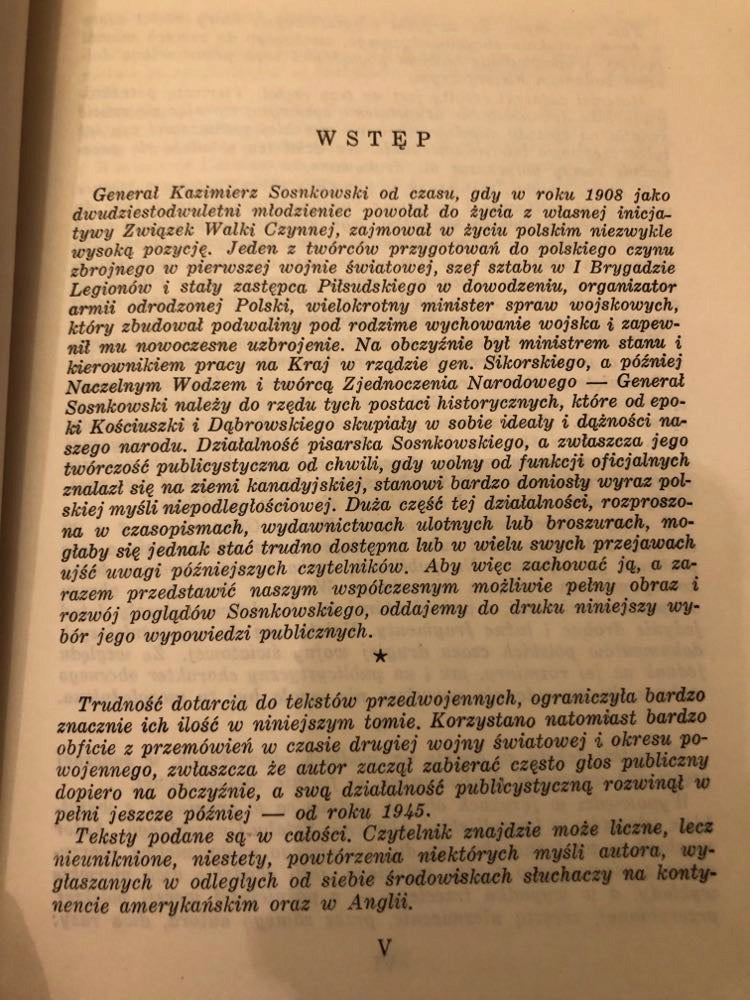 WSTĘP
Generał Kazimierz Sosnkowski od czasu, gdy w roku 1908 jako
dwudziestodwuletni młodzieniec powołał do życia z własnej inicja-
tywy Związek Walki Czynnej, zajmował w życiu polskim niezwykle
wysoką pozycję. Jeden z twórców przygotowań do polskiego czynu
zbrojnego w pierwszej wojnie światowej, szef sztabu w I Brygadzie
Legionów i stały zastępca Piłsudskiego w dowodzeniu, organizator
armii odrodzonej Polski, wielokrotny minister spraw wojskowych,
który zbudował podwaliny pod rodzime wychowanie wojska i zapew-
nił mu nowoczesne uzbrojenie. Na obczyźnie był ministrem stanu i
kierownikiem pracy na Kraj w rządzie gen. Sikorskiego, a później
Naczelnym Wodzem i twórcą Zjednoczenia Narodowego — Generał
Sosnkowski należy do rzędu tych postaci historycznych, które od epo-
ki Kościuszki i Dąbrowskiego skupiały w sobie ideały i dążności na-
szego narodu. Działalność pisarska Sosnkowskiego, a zwłaszcza jego
twórczość publicystyczna od chwili, gdy wolny od funkcji oficjalnych
znalazł się na ziemi kanadyjskiej, stanowi bardzo doniosły wyraz pol-
skiej myśli niepodległościowej. Duża część tej działalności, rozproszo-
na w czasopismach, wydawnictwach ulotnych lub broszurach, mo-
głaby się jednak stać trudno dostępna lub w wielu swych przejawach
ujść uwagi późniejszych czytelników. Aby więc zachować ją, a za-
razem przedstawić naszym współczesnym możliwie pełny obraz i
rozwój poglądów Sosnkowskiego, oddajemy do druku niniejszy wy-
bór jego wypowiedzi publicznych.
★
Trudność dotarcia do tekstów przedwojennych, ograniczyła bardzo
znacznie ich ilość w niniejszym tomie. Korzystano natomiast bardzo
obficie z przemówień w czasie drugiej wojny światowej i okresu po-
wojennego, zwłaszcza że autor zaczął zabierać często głos publiczny
dopiero na obczyźnie, a swą działalność publicystyczną rozwinął w
pełni jeszcze później — od roku 1945.
Teksty podane są w całości. Czytelnik znajdzie może liczne, lecz
nieuniknione, niestety, powtórzenia niektórych myśli autora, wy-
głaszanych w odległych od siebie środowiskach słuchaczy na konty-
nencie amerykańskim oraz w Anglii.
V